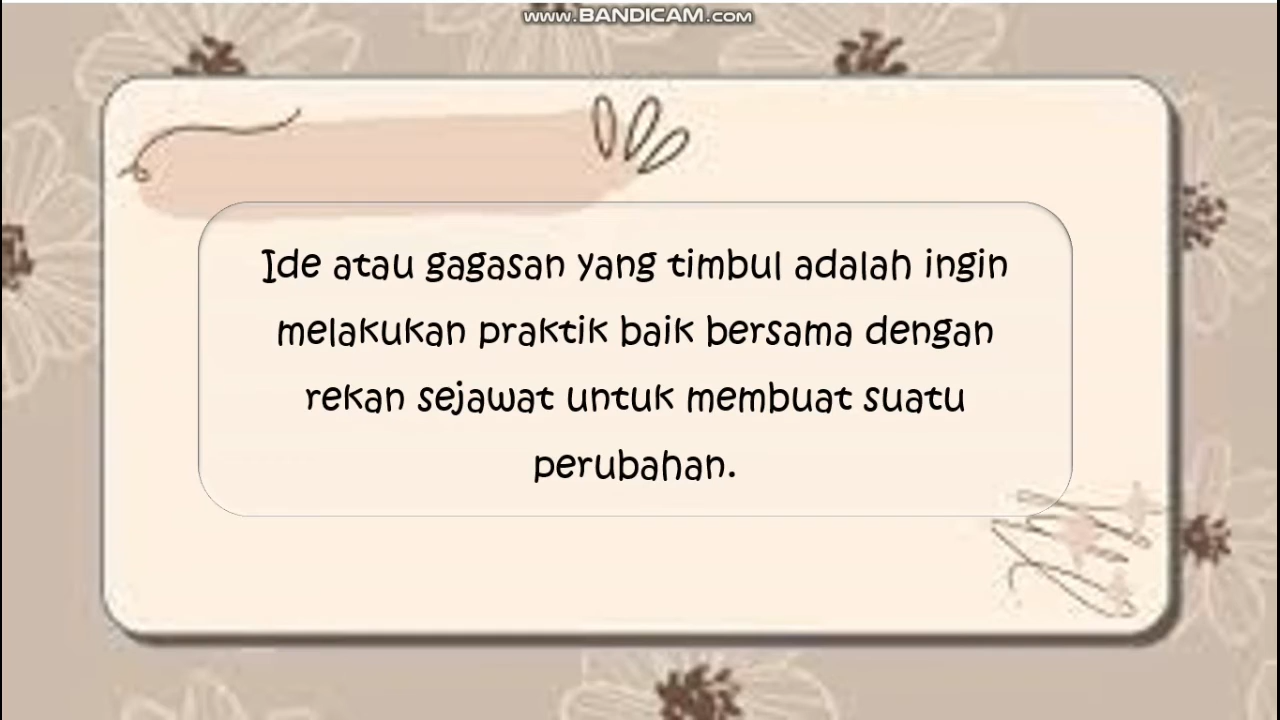 www.BANDICAM.com
Ide atau gagasan yang timbul adalah ingin
melakukan praktik baik bersama dengan
rekan sejawat untuk membuat suatu
perubahan.